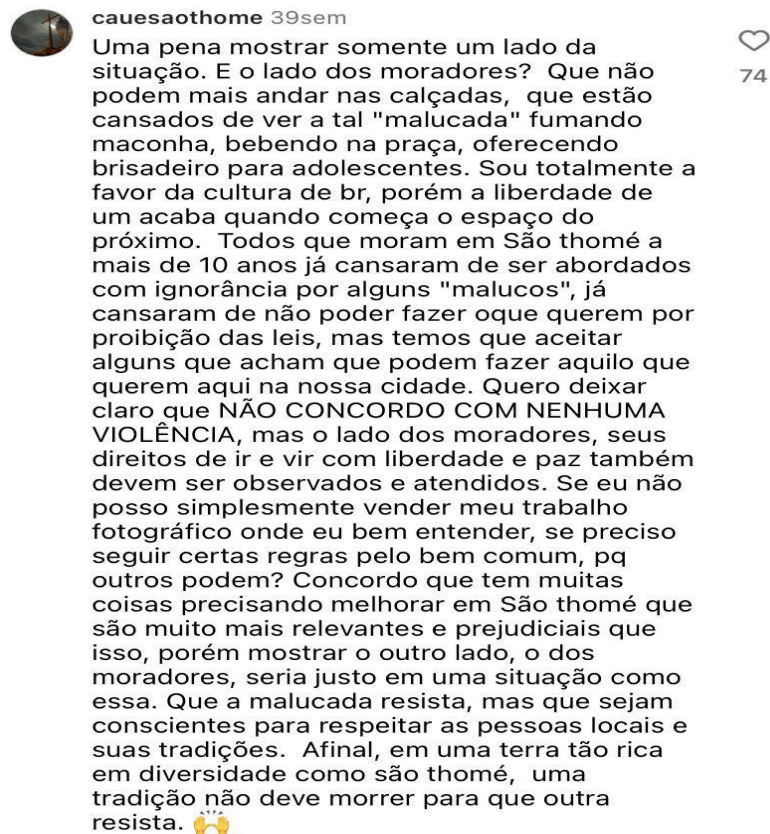 cauesaothome 39sem
Uma pena mostrar somente um lado da
situação. E o lado dos moradores?  Que não
podem mais andar nas calçadas,  que estão
cansados de ver a tal "malucada" fumando
maconha, bebendo na praça, oferecendo
brisadeiro para adolescentes. Sou totalmente a
favor da cultura de br, porém a liberdade de
um acaba quando começa o espaço do
próximo.  Todos que moram em São thomé a
mais de 10 anos já cansaram de ser abordados
com ignorância por alguns "malucos", já
cansaram de não poder fazer oque querem por
proibição das leis, mas temos que aceitar
alguns que acham que podem fazer aquilo que
querem aqui na nossa cidade. Quero deixar
claro que NÃO CONCORDO COM NENHUMA
VIOLÊNCIA, mas o lado dos moradores, seus
direitos de ir e vir com liberdade e paz também
devem ser observados e atendidos. Se eu não
posso simplesmente vender meu trabalho
fotográfico onde eu bem entender, se preciso
seguir certas regras pelo bem comum, pq
outros podem? Concordo que tem muitas
coisas precisando melhorar em São thomé que
são muito mais relevantes e prejudiciais que
isso, porém mostrar o outro lado, o dos
moradores, seria justo em uma situação como
essa. Que a malucada resista, mas que sejam
conscientes para respeitar as pessoas locais e
suas tradições.  Afinal, em uma terra tão rica
em diversidade como são thomé,  uma
tradição não deve morrer para que outra
resista. 🙌
74